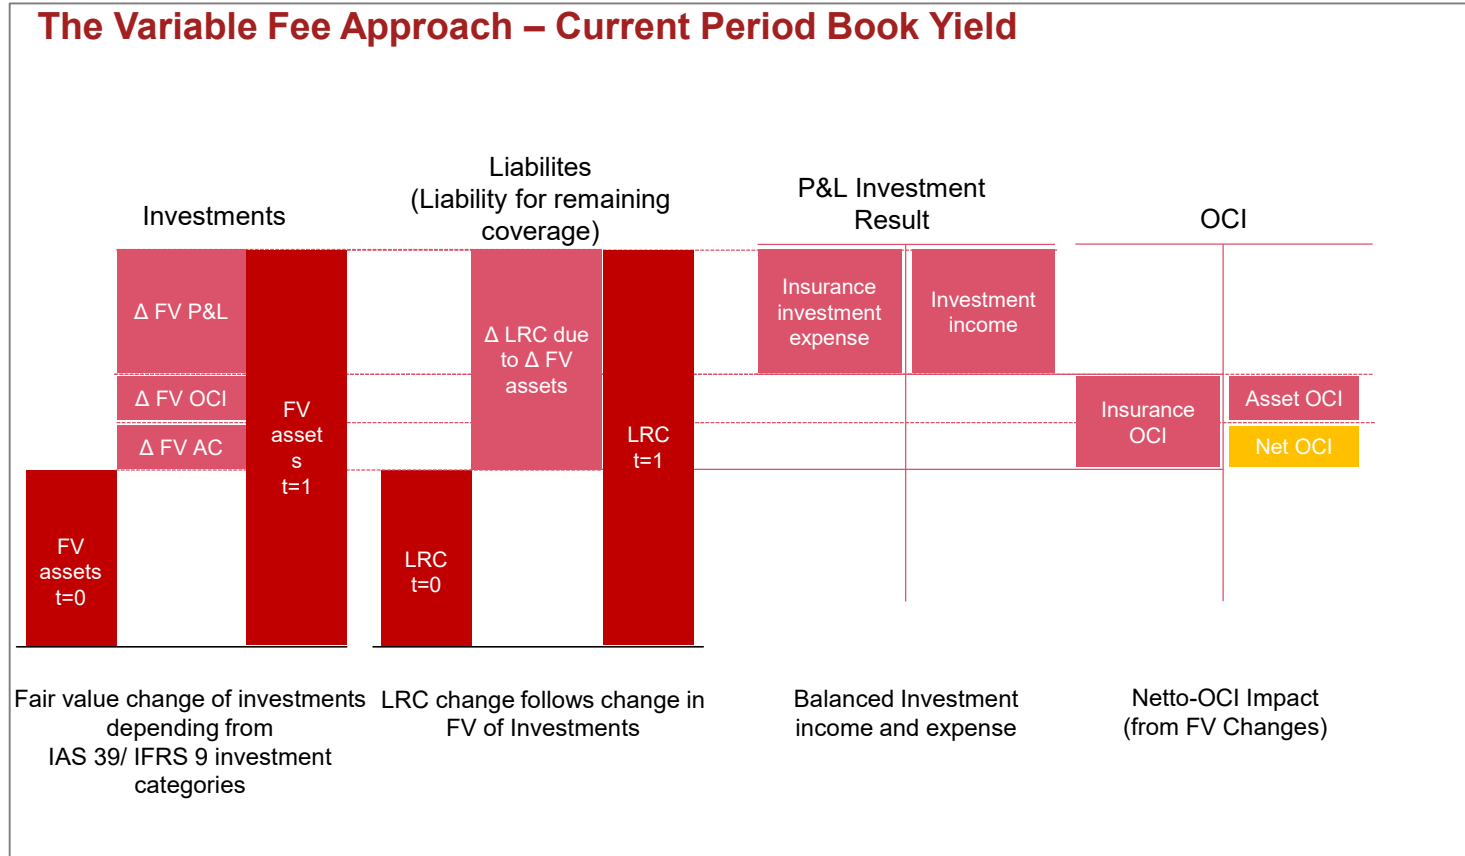 The Variable Fee Approach – Current Period Book Yield
Investments
Liabilites
(Liability for remaining
coverage)
P&L Investment
Result
OCI
Δ FV P&L
Δ FV OCI
Δ FV AC
FV
assets
t=0
FV
asset
s
t=1
Δ LRC due
to Δ FV
assets
LRC
t=0
LRC
t=1
Insurance
investment
expense
Investment
income
Insurance
OCI
Asset OCI
Net OCI
Fair value change of investments
depending from
IAS 39/ IFRS 9 investment
categories
LRC change follows change in
FV of Investments
Balanced Investment
income and expense
Netto-OCI Impact
(from FV Changes)